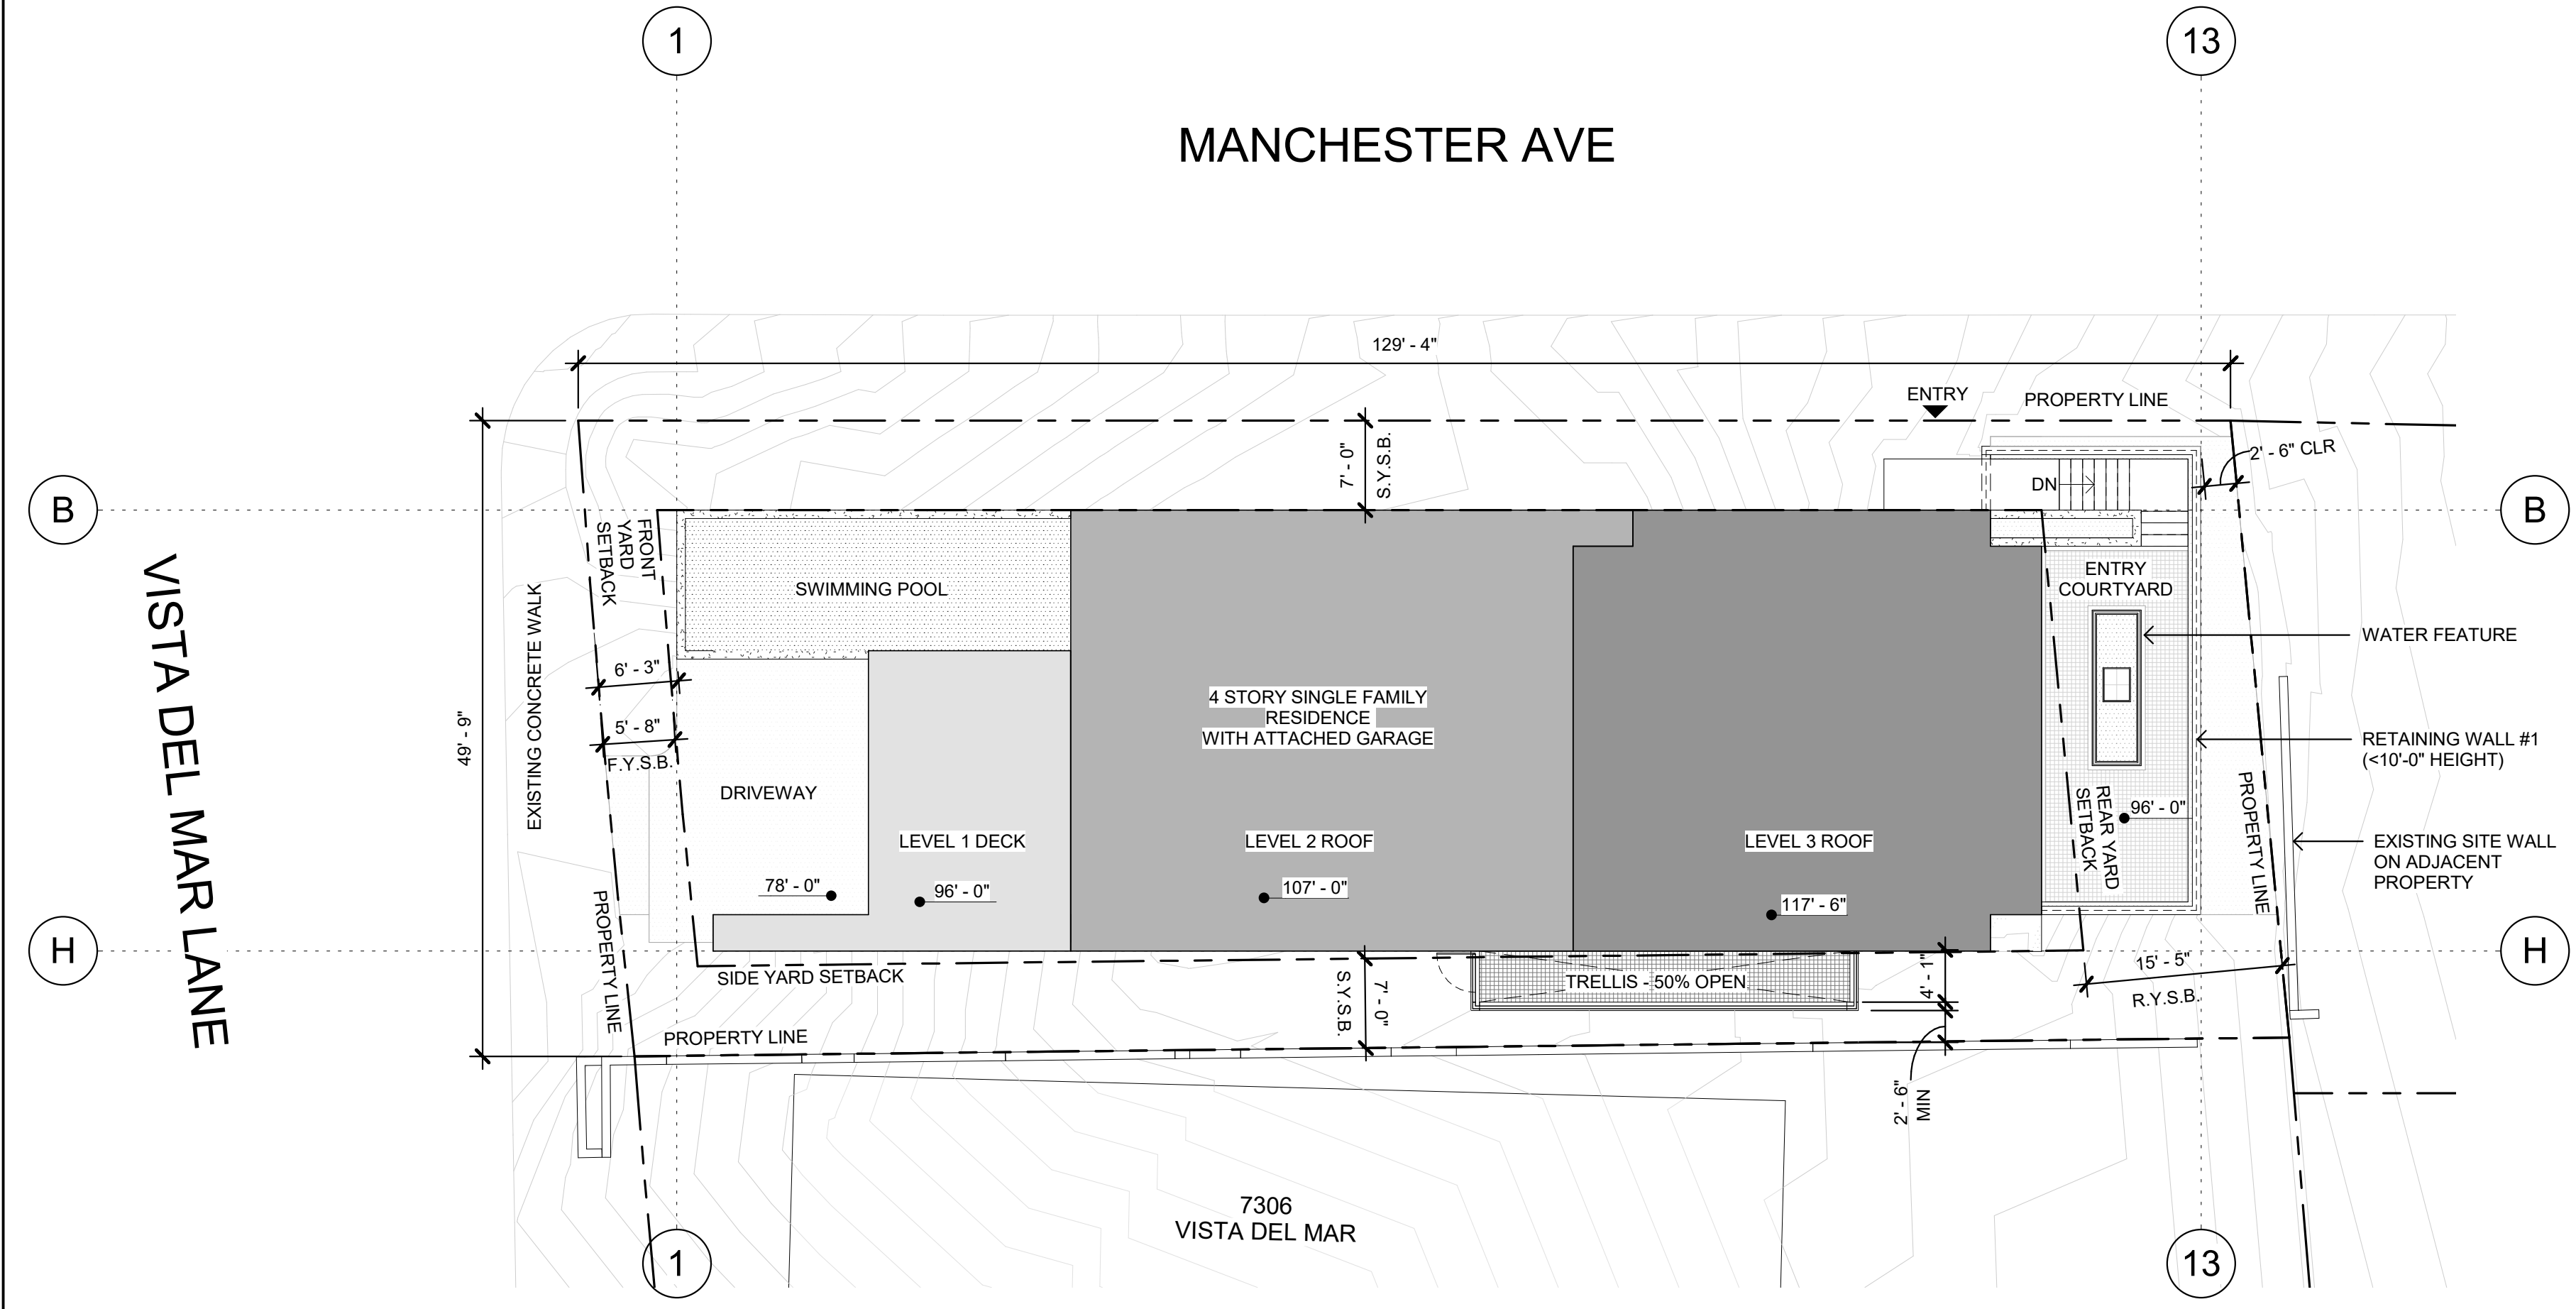 1
13
MANCHESTER AVE
129' - 4"
ENTRY
PROPERTY LINE
2' - 6" CLR
7' - 0"
S.Y.S.B.
DN
B
B
FRONT
YARD
SETBACK
SWIMMING POOL
ENTRY
COURTYARD
EXISTING CONCRETE WALK
VISTA DEL MAR LANE
WATER FEATURE
6' - 3"
5' - 8"
F.Y.S.B.
49' - 9"
4 STORY SINGLE FAMILY
RESIDENCE
WITH ATTACHED GARAGE
RETAINING WALL #1
(<10'-0" HEIGHT)
DRIVEWAY
REAR YARD
SETBACK
96' - 0"
PROPERTY LINE
LEVEL 1 DECK
LEVEL 2 ROOF
LEVEL 3 ROOF
EXISTING SITE WALL
ON ADJACENT
PROPERTY
78' - 0"
96' - 0"
107' - 0"
117' - 6"
PROPERTY LINE
H
H
SIDE YARD SETBACK
S.Y.S.B.
7' - 0"
TRELLIS - 50% OPEN
4' - 1"
15' - 5"
R.Y.S.B.
PROPERTY LINE
2' - 6"
MIN
7306
VISTA DEL MAR
1
13